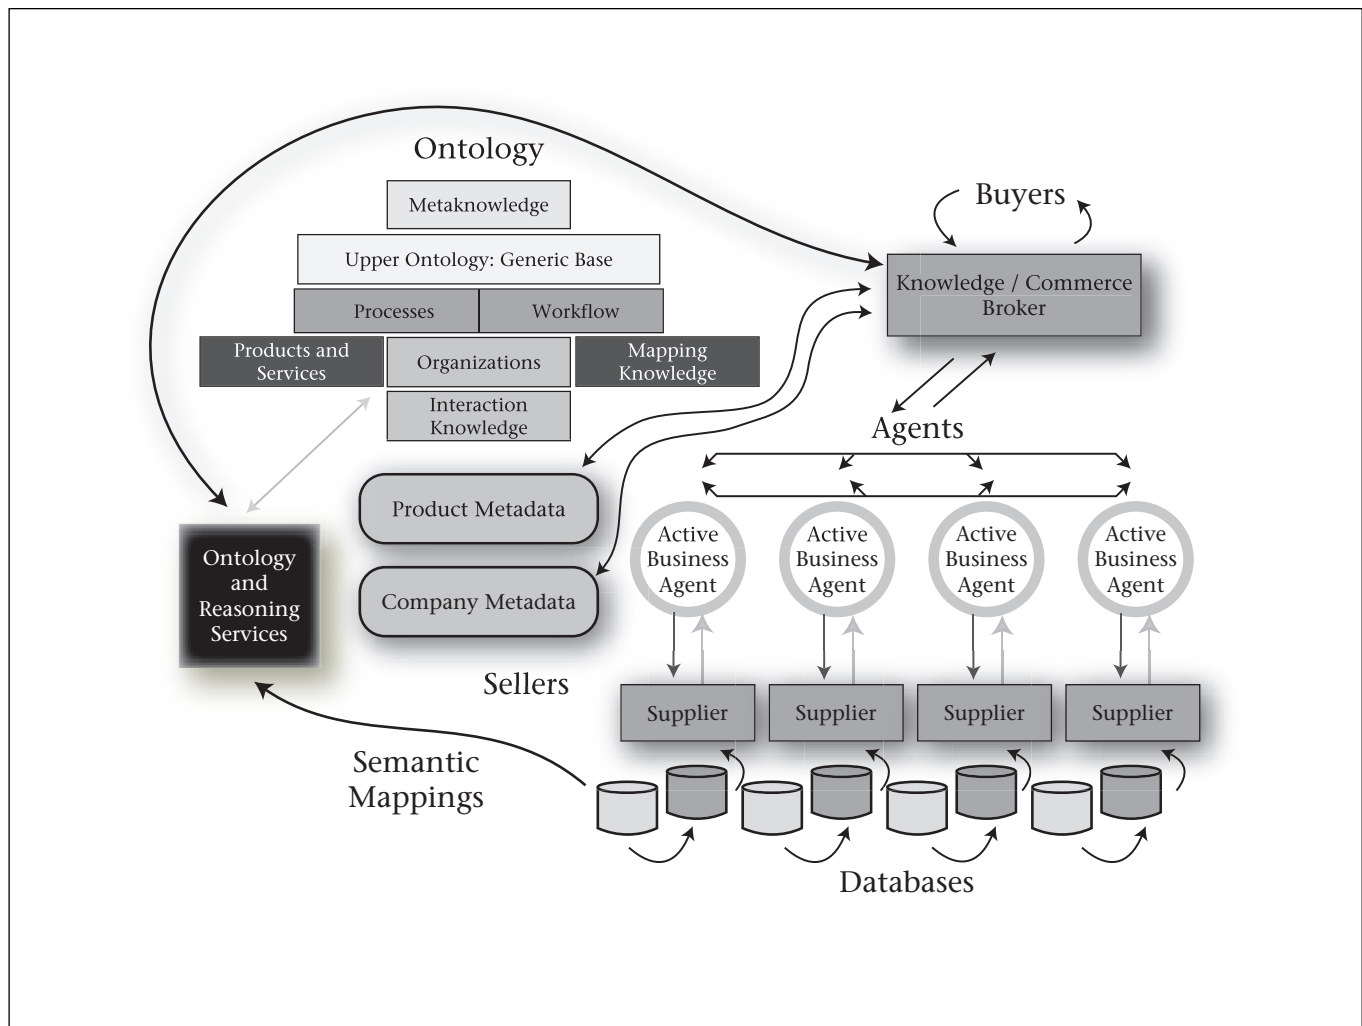 Ontology
Metaknowledge
Upper Ontology: Generic Base
Processes
Workflow
Products and
Services
Organizations
Mapping
Knowledge
Interaction
Knowledge
Buyers
Knowledge / Commerce
Broker
Agents
Product Metadata
Company Metadata
Ontology
and
Reasoning
Services
Active
Business
Agent
Active
Business
Agent
Active
Business
Agent
Active
Business
Agent
Sellers
Supplier
Supplier
Supplier
Supplier
Semantic
Mappings
Databases